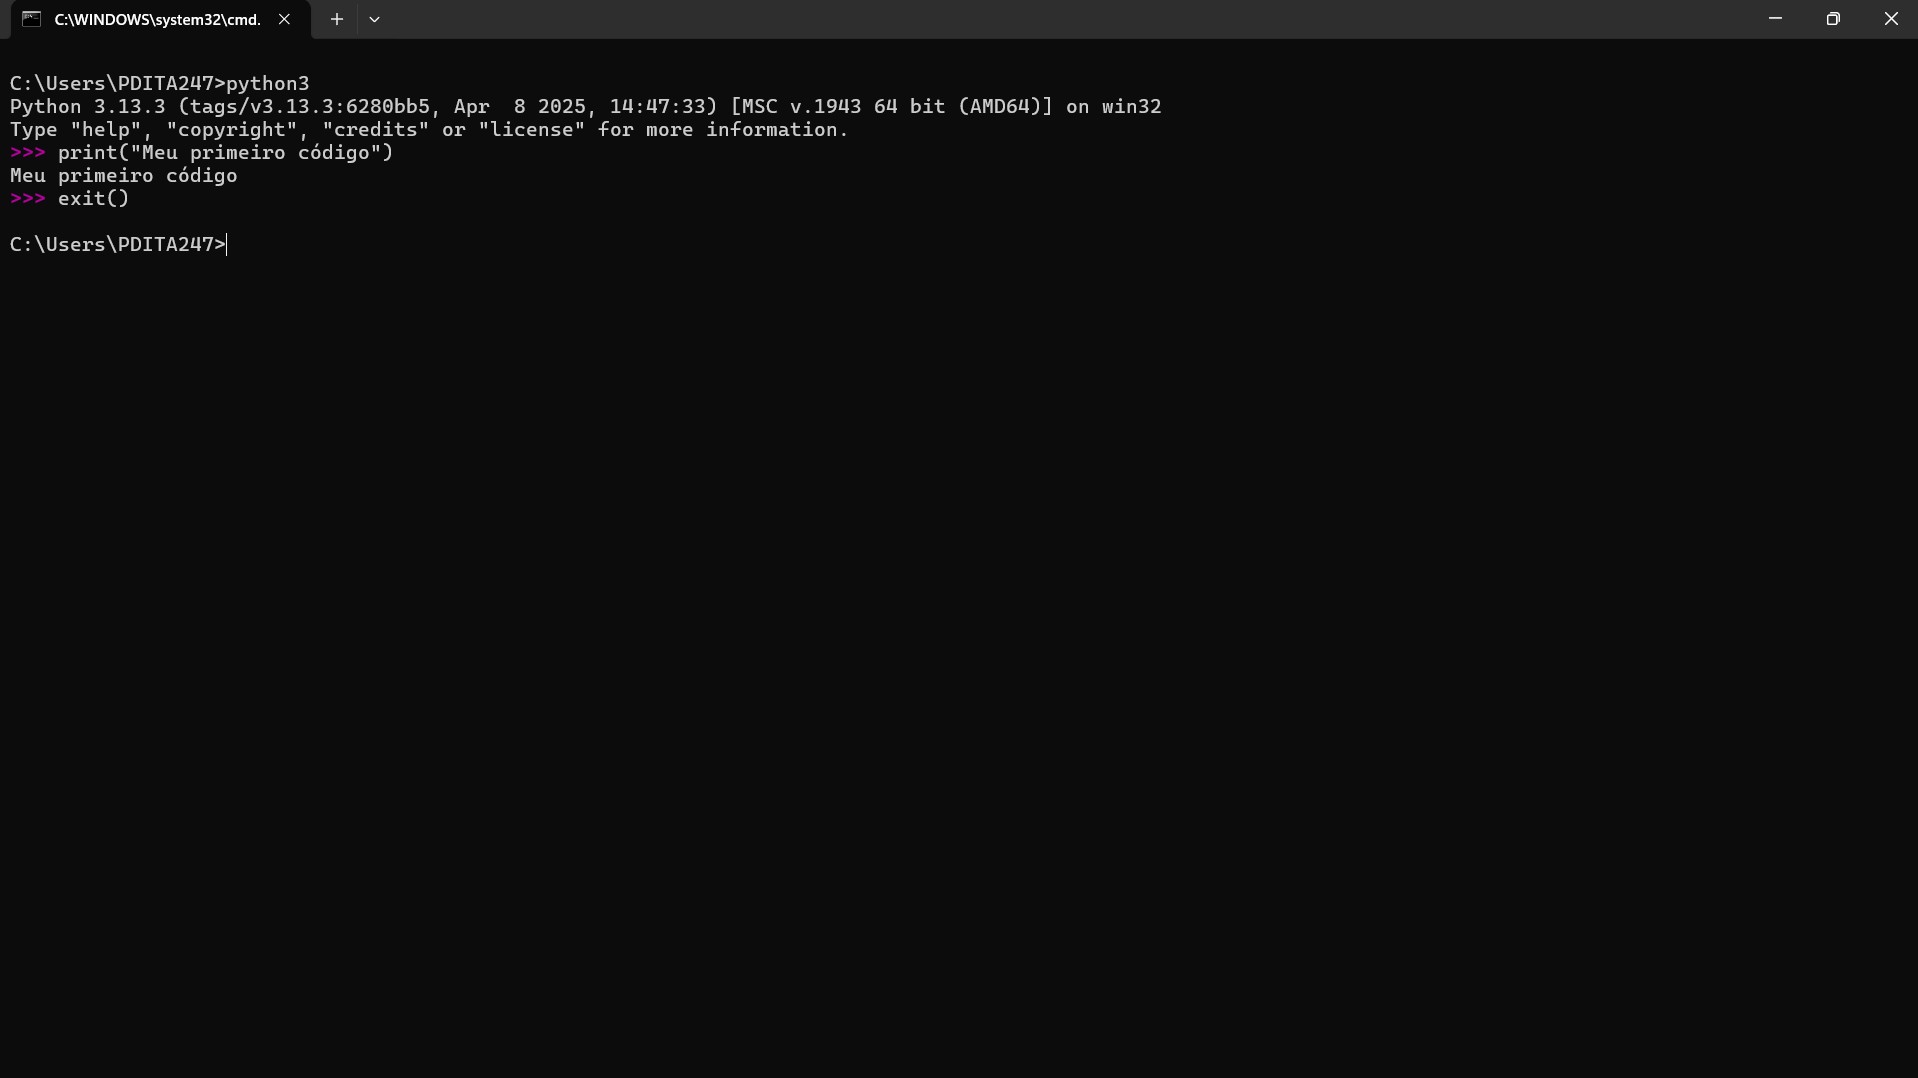 C:\WINDOWS\system32\cmd.
C:\Users\PDITA247>python3
Python 3.13.3 (tags/v3.13.3:6280bb5, Apr  8 2025, 14:47:33) [MSC v.1943 64 bit (AMD64)] on win32
Type "help", "copyright", "credits" or "license" for more information.
>>> print("Meu primeiro código")
Meu primeiro código
>>> exit()
C:\Users\PDITA247>